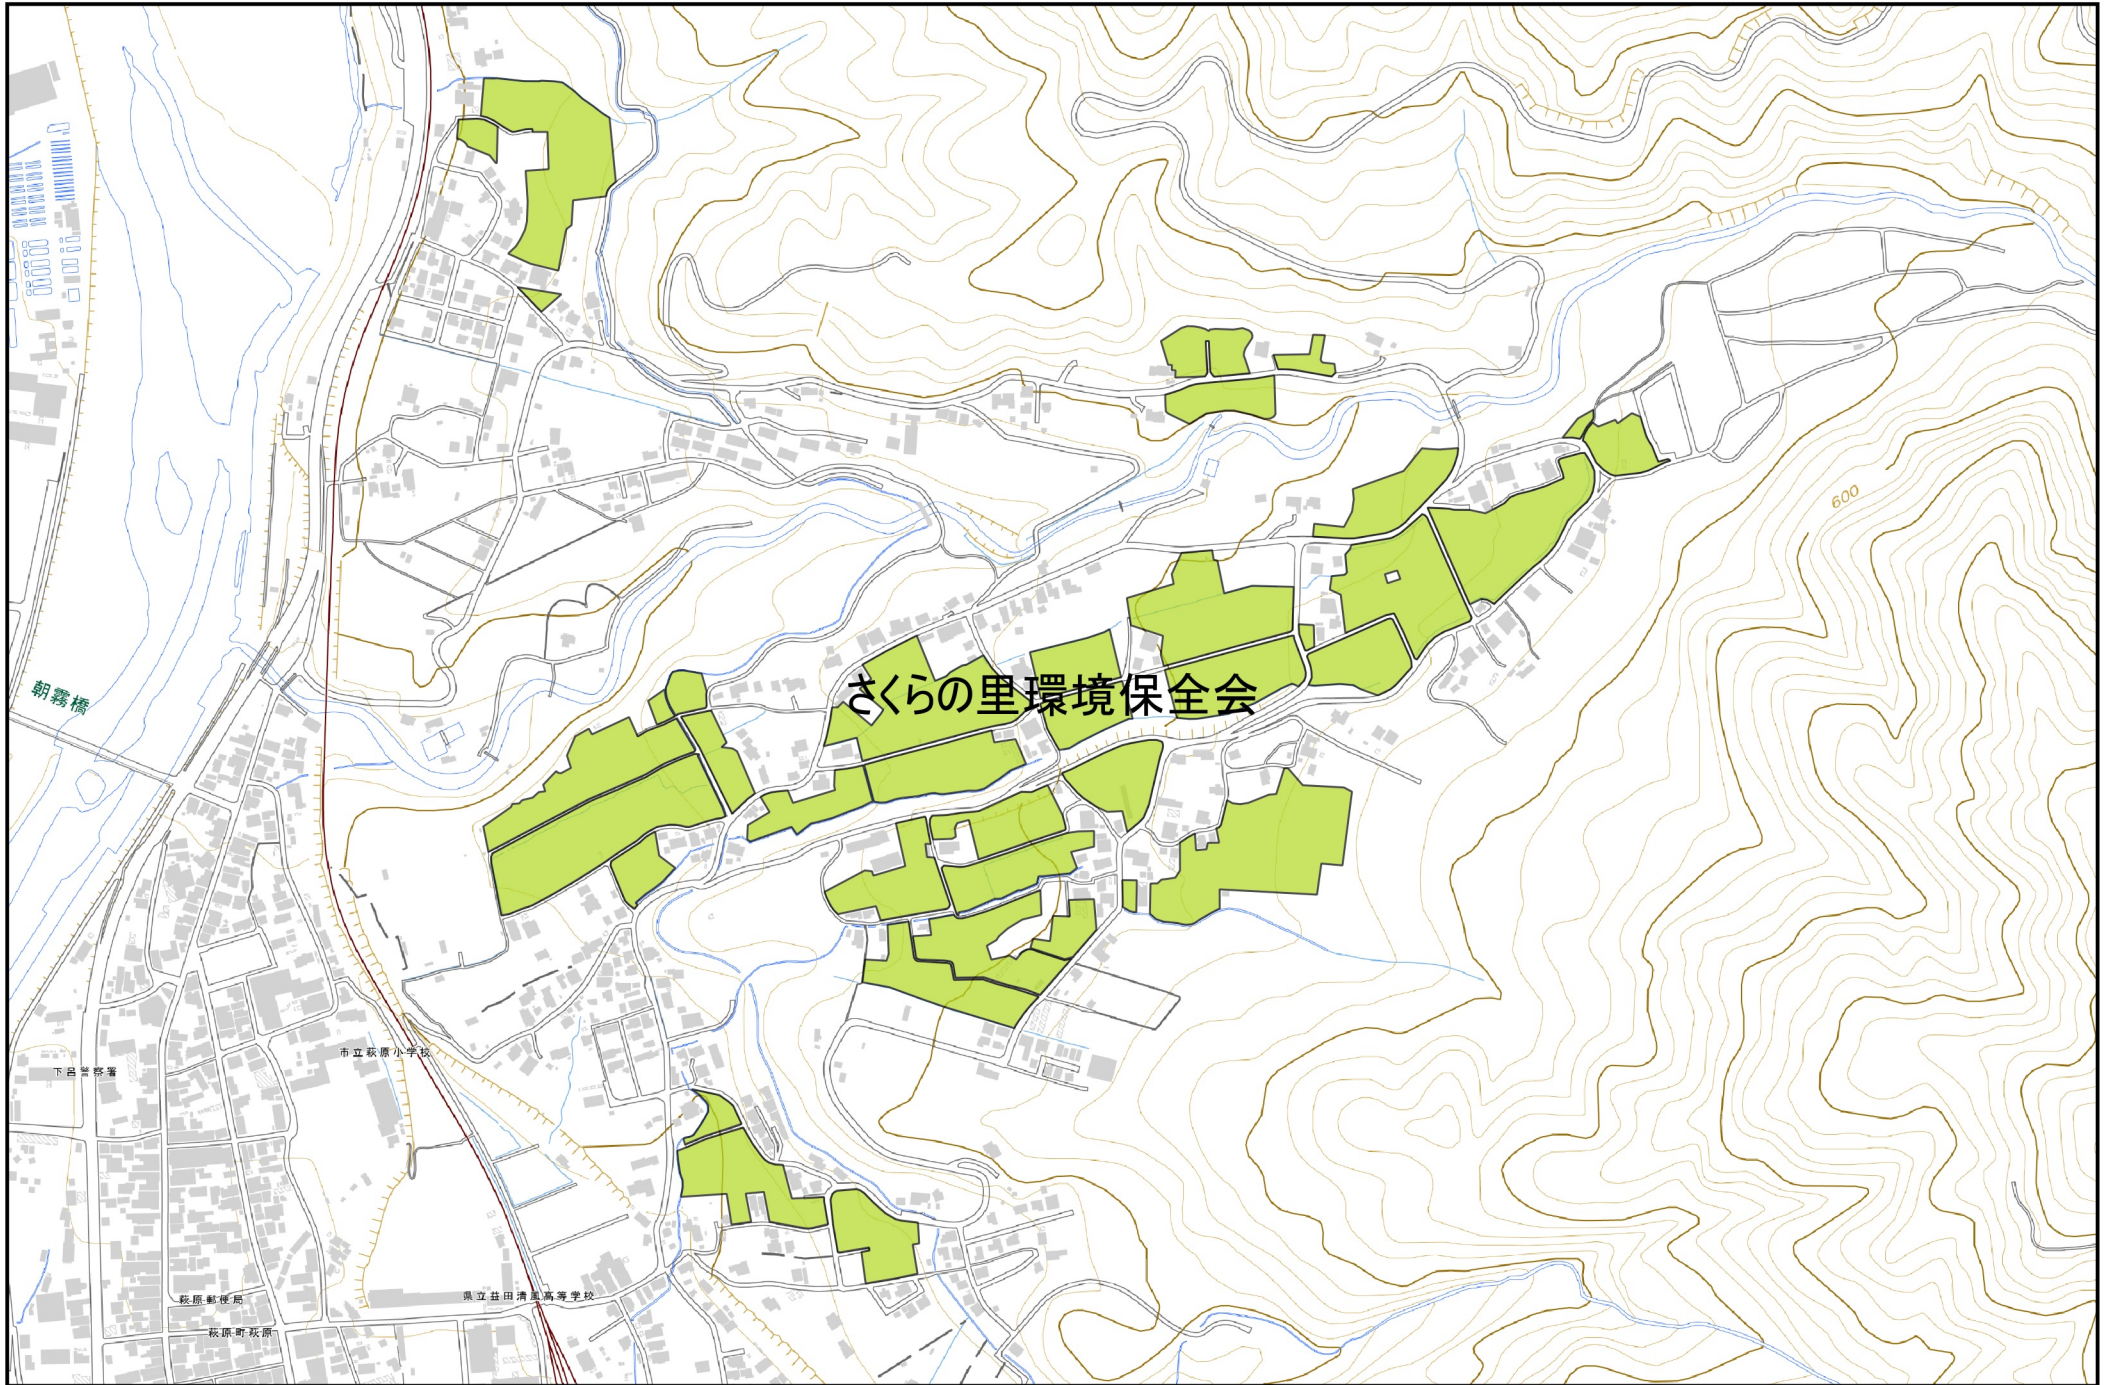 600
さくらの里環境保全会
朝霧橋
市立萩原小学校
下呂警察署
県立益田清風高等学校
萩原郵便局
萩原町萩原